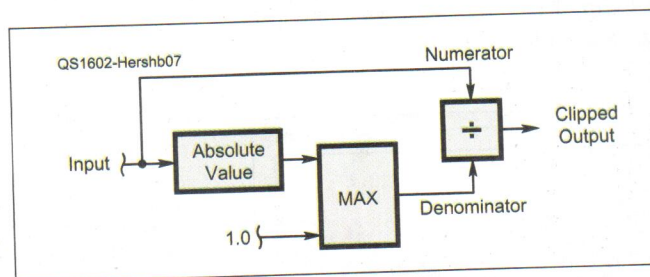 QS1602-Hershb07
Numerator
÷
Clipped
Output
Input
Absolute
Value
MAX
Denominator
1.0